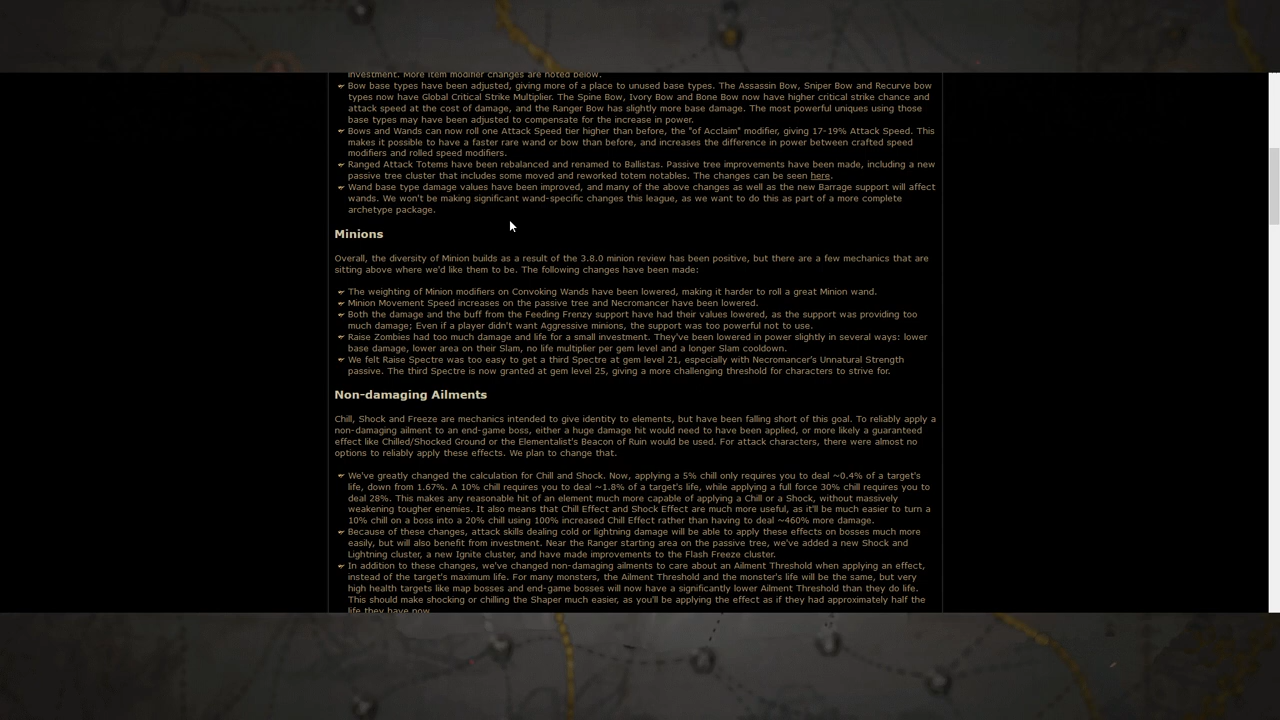 investment. More item modifier changes are noted below.
Bow base types have been adjusted, giving more of a place to unused base types. The Assassin Bow, Sniper Bow and Recurve bow
types now have Global Critical Strike Multiplier. The Spine Bow, Ivory Bow and Bone Bow now have higher critical strike chance and
attack speed at the cost of damage, and the Ranger Bow has slightly more base damage. The most powerful uniques using those
base types may have been adjusted to compensate for the increase in power.
Bows and Wands can now roll one Attack Speed tier higher than before, the "of Acclaim" modifier, giving 17-19% Attack Speed. This
makes it possible to have a faster rare wand or bow than before, and increases the difference in power between crafted speed
modifiers and rolled speed modifiers.
Ranged Attack Totems have been rebalanced and renamed to Ballistas. Passive tree improvements have been made, including a new
passive tree cluster that includes some moved and reworked totem notables. The changes can be seen here.
Wand base type damage values have been improved, and many of the above changes as well as the new Barrage support will affect
wands. We won't be making significant wand-specific changes this league, as we want to do this as part of a more complete
archetype package.
Minions
Overall, the diversity of Minion builds as a result of the 3.8.0 minion review has been positive, but there are a few mechanics that are
sitting above where we'd like them to be. The following changes have been made:
The weighting of Minion modifiers on Convoking Wands have been lowered, making it harder to roll a great Minion wand.
Minion Movement Speed increases on the passive tree and Necromancer have been lowered.
Both the damage and the buff from the Feeding Frenzy support have had their values lowered, as the support was providing too
much damage; Even if a player didn't want Aggressive minions, the support was too powerful not to use.
Raise Zombies had too much damage and life for a small investment. They've been lowered in power slightly in several ways: lower
base damage, lower area on their Slam, no life multiplier per gem level and a longer Slam cooldown.
We felt Raise Spectre was too easy to get a third Spectre at gem level 21, especially with Necromancer's Unnatural Strength
passive. The third Spectre is now granted at gem level 25, giving a more challenging threshold for characters to strive for.
Non-damaging Ailments
Chill, Shock and Freeze are mechanics intended to give identity to elements, but have been falling short of this goal. To reliably apply a
non-damaging ailment to an end-game boss, either a huge damage hit would need to have been applied, or more likely a guaranteed
effect like Chilled/Shocked Ground or the Elementalist's Beacon of Ruin would be used. For attack characters, there were almost no
options to reliably apply these effects. We plan to change that.
We've greatly changed the calculation for Chill and Shock. Now, applying a 5% chill only requires you to deal ~0.4% of a target's
life, down from 1.67%. A 10% chill requires you to deal ~1.8% of a target's life, while applying a full force 30% chill requires you to
deal 28%. This makes any reasonable hit of an element much more capable of applying a Chill or a Shock, without massively
weakening tougher enemies. It also means that Chill Effect and Shock Effect are much more useful, as it'll be much easier to turn a
10% chill on a boss into a 20% chill using 100% increased Chill Effect rather than having to deal ~460% more damage.
Because of these changes, attack skills dealing cold or lightning damage will be able to apply these effects on bosses much more
easily, but will also benefit from investment. Near the Ranger starting area on the passive tree, we've added a new Shock and
Lightning cluster, a new Ignite cluster, and have made improvements to the Flash Freeze cluster.
In addition to these changes, we've changed non-damaging ailments to care about an Ailment Threshold when applying an effect,
instead of the target's maximum life. For many monsters, the Ailment Threshold and the monster's life will be the same, but very
high health targets like map bosses and end-game bosses will now have a significantly lower Ailment Threshold than they do life.
This should make shocking or chilling the Shaper much easier, as you'll be applying the effect as if they had approximately half the
life they have now.